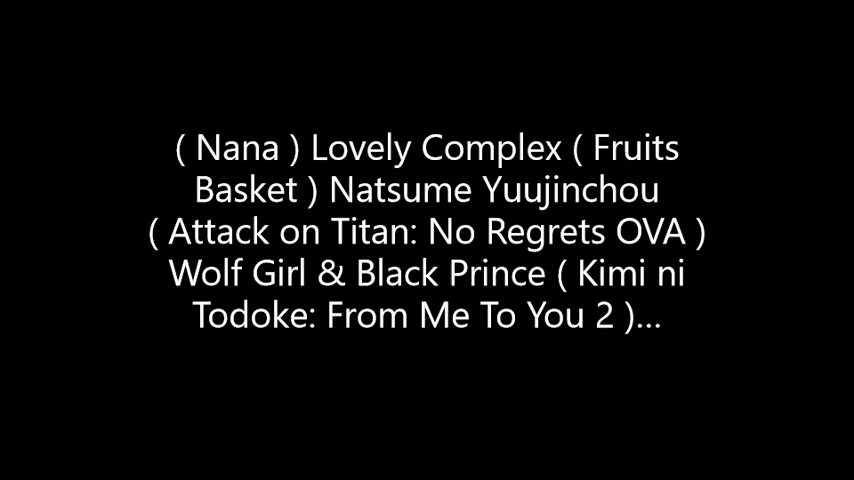 ( Nana ) Lovely Complex ( Fruits
Basket ) Natsume Yuujinchou
( Attack on Titan: No Regrets OVA )
Wolf Girl & Black Prince ( Kimi ni
Todoke: From Me To You 2 )...